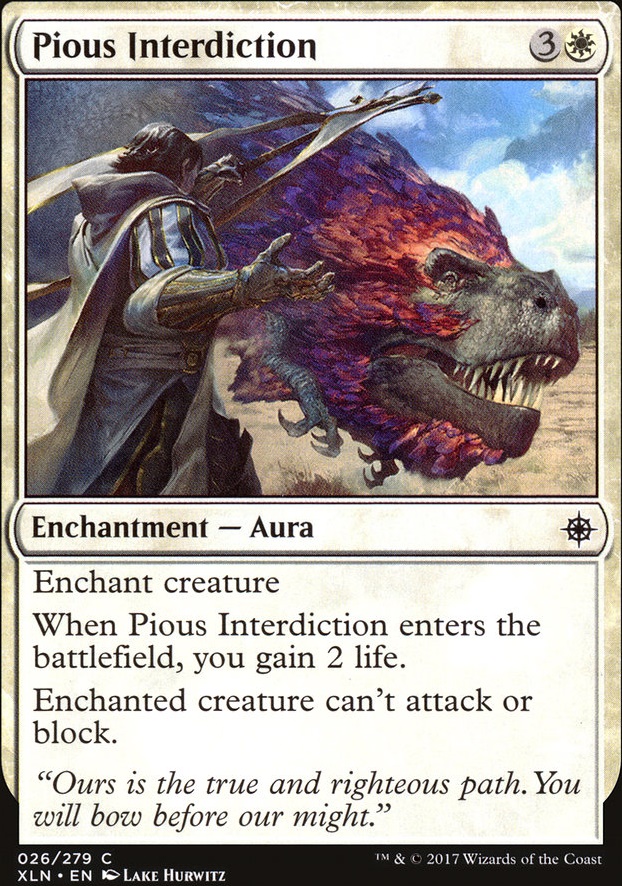 Pious Interdiction 3
Enchantment — Aura
Enchant creature
When Pious Interdiction enters the
battlefield, you gain 2 life.
Enchanted creature can’t attack or
block.
“Ours is the true and righteous path. You
will bow before our might.”
026/279 C
XLN • EN Lake Hurwitz
™ & © 2017 Wizards of the Coast